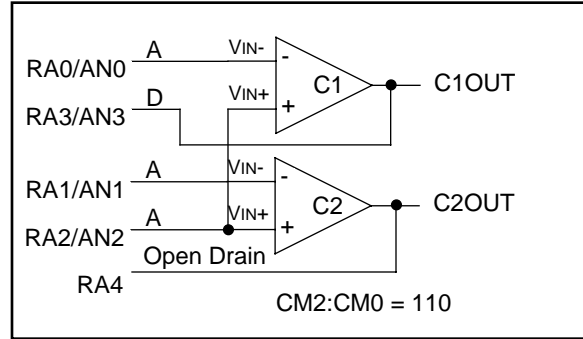 RA0/AN0 A VIN- - C1 C1OUT
RA3/AN3 D VIN+ +
RA1/AN1 A VIN- - C2 C2OUT
RA2/AN2 A VIN+ +
Open Drain
RA4
CM2:CM0 = 110